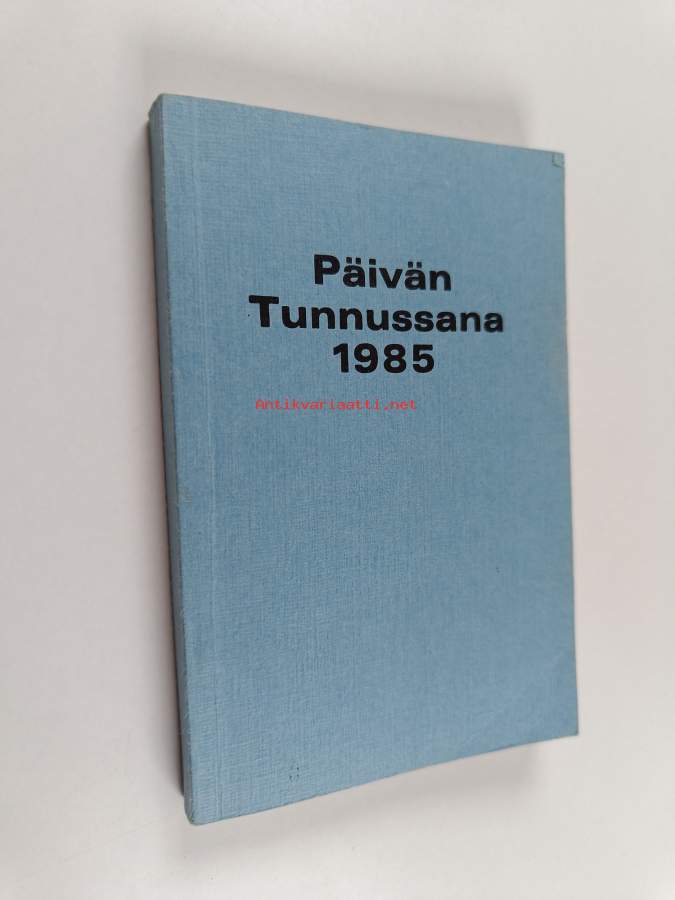 Päivän
Tunnussana
1985
Antikvariaatti.net